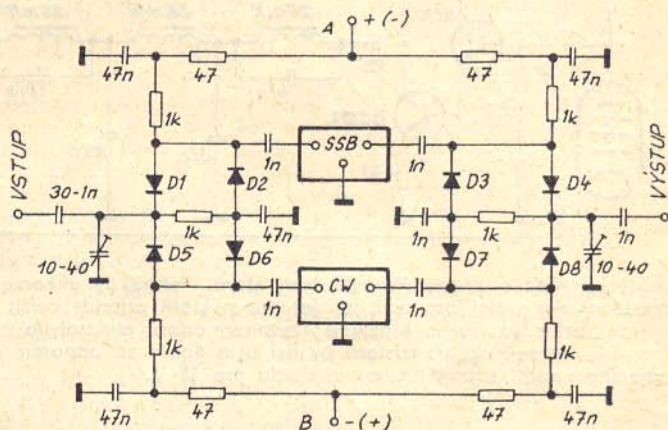 A + (-)
47n 47 47 47n
1k 1k
1n SSB 1n
VSTUP D1 D2 D3 D4 VÝSTUP
30-1n 1k 47n 1n 1k 1n
10-40 D5 D6 D7 D8 10-40
1n CW 1n
1k 1k
47n 47 47 47n
B - (+)